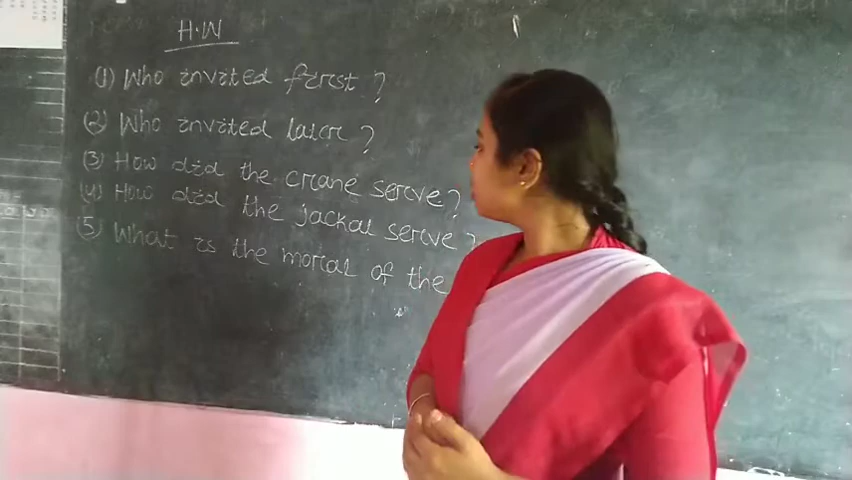 H.W
(1) Who invited first ?
(2) Who invited later ?
(3) How did the crane serve ?
(4) How did the jackal serve ?
(5) What is the moral of the